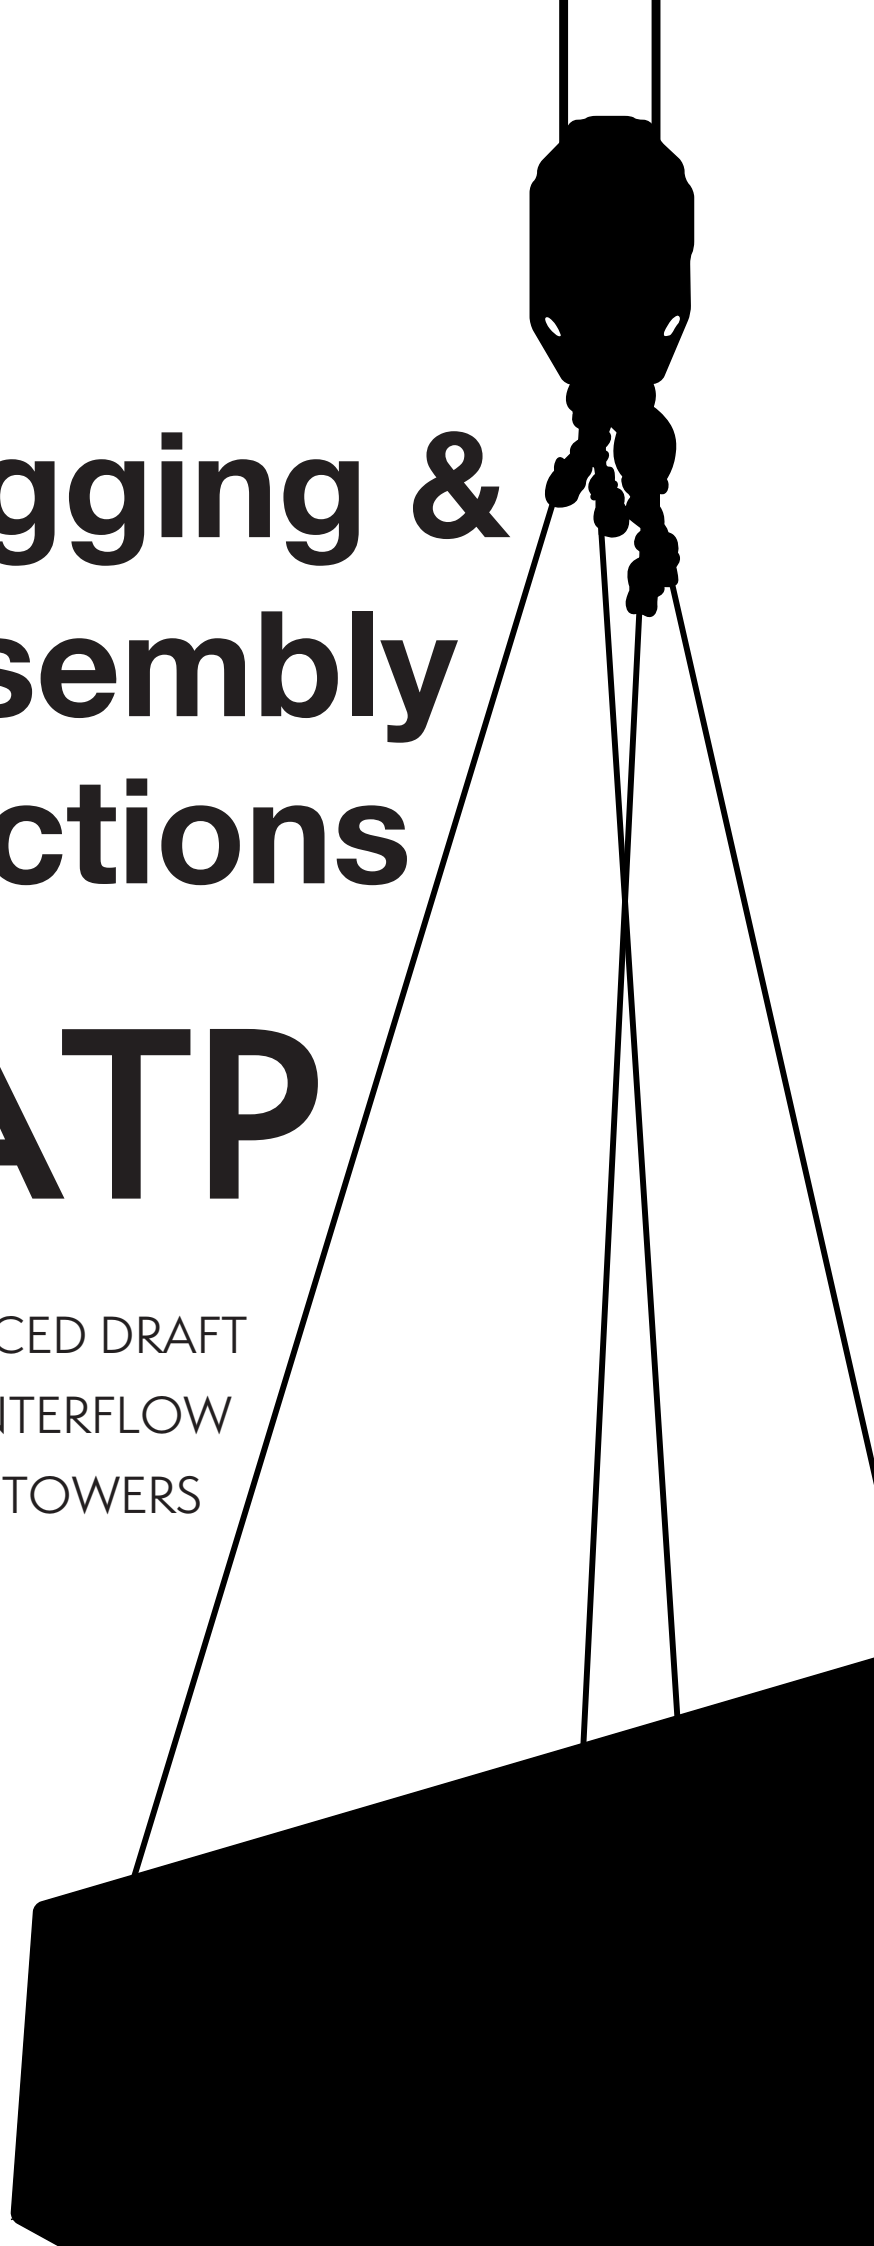 gging &
sembly
ctions
ATP
CED DRAFT
NTERFLOW
TOWERS